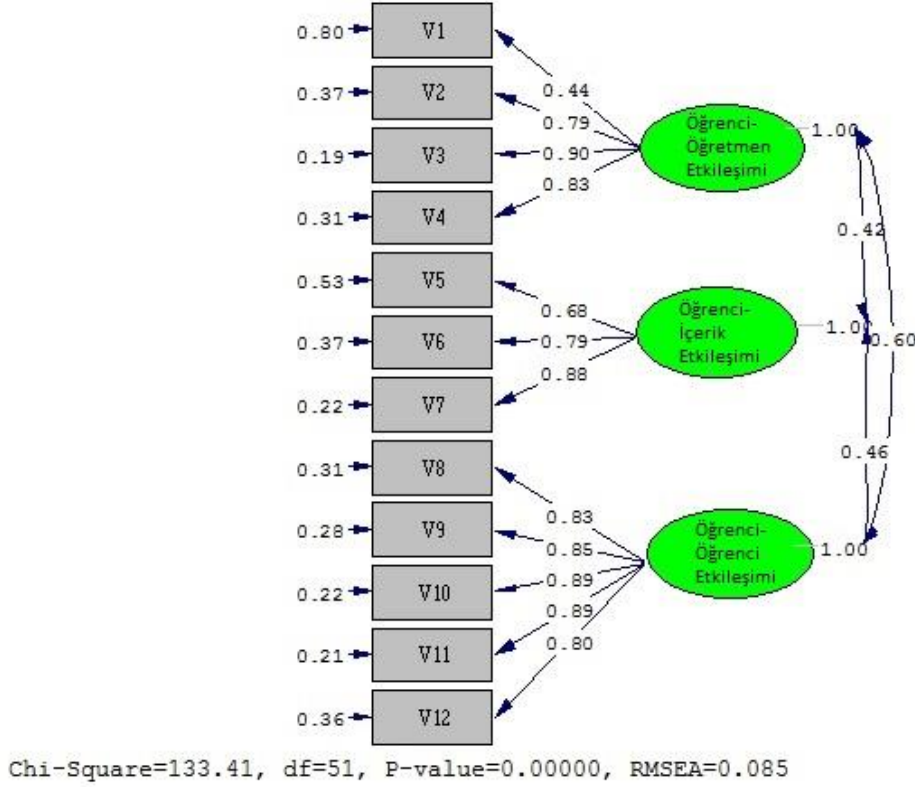 0.80 V1
0.44
0.37 V2
0.79
Öğrenci-
Öğretmen
Etkileşimi
1.00
0.19 V3
0.90
0.83
0.31 V4
0.42
0.53 V5
0.68
Öğrenci-
İçerik
Etkileşimi
1.00
0.60
0.37 V6
0.79
0.88
0.22 V7
0.46
0.31 V8
0.83
0.28 V9
0.85
Öğrenci-
Öğrenci
Etkileşimi
1.00
0.22 V10
0.89
0.89
0.21 V11
0.80
0.36 V12
Chi-Square=133.41, df=51, P-value=0.00000, RMSEA=0.085